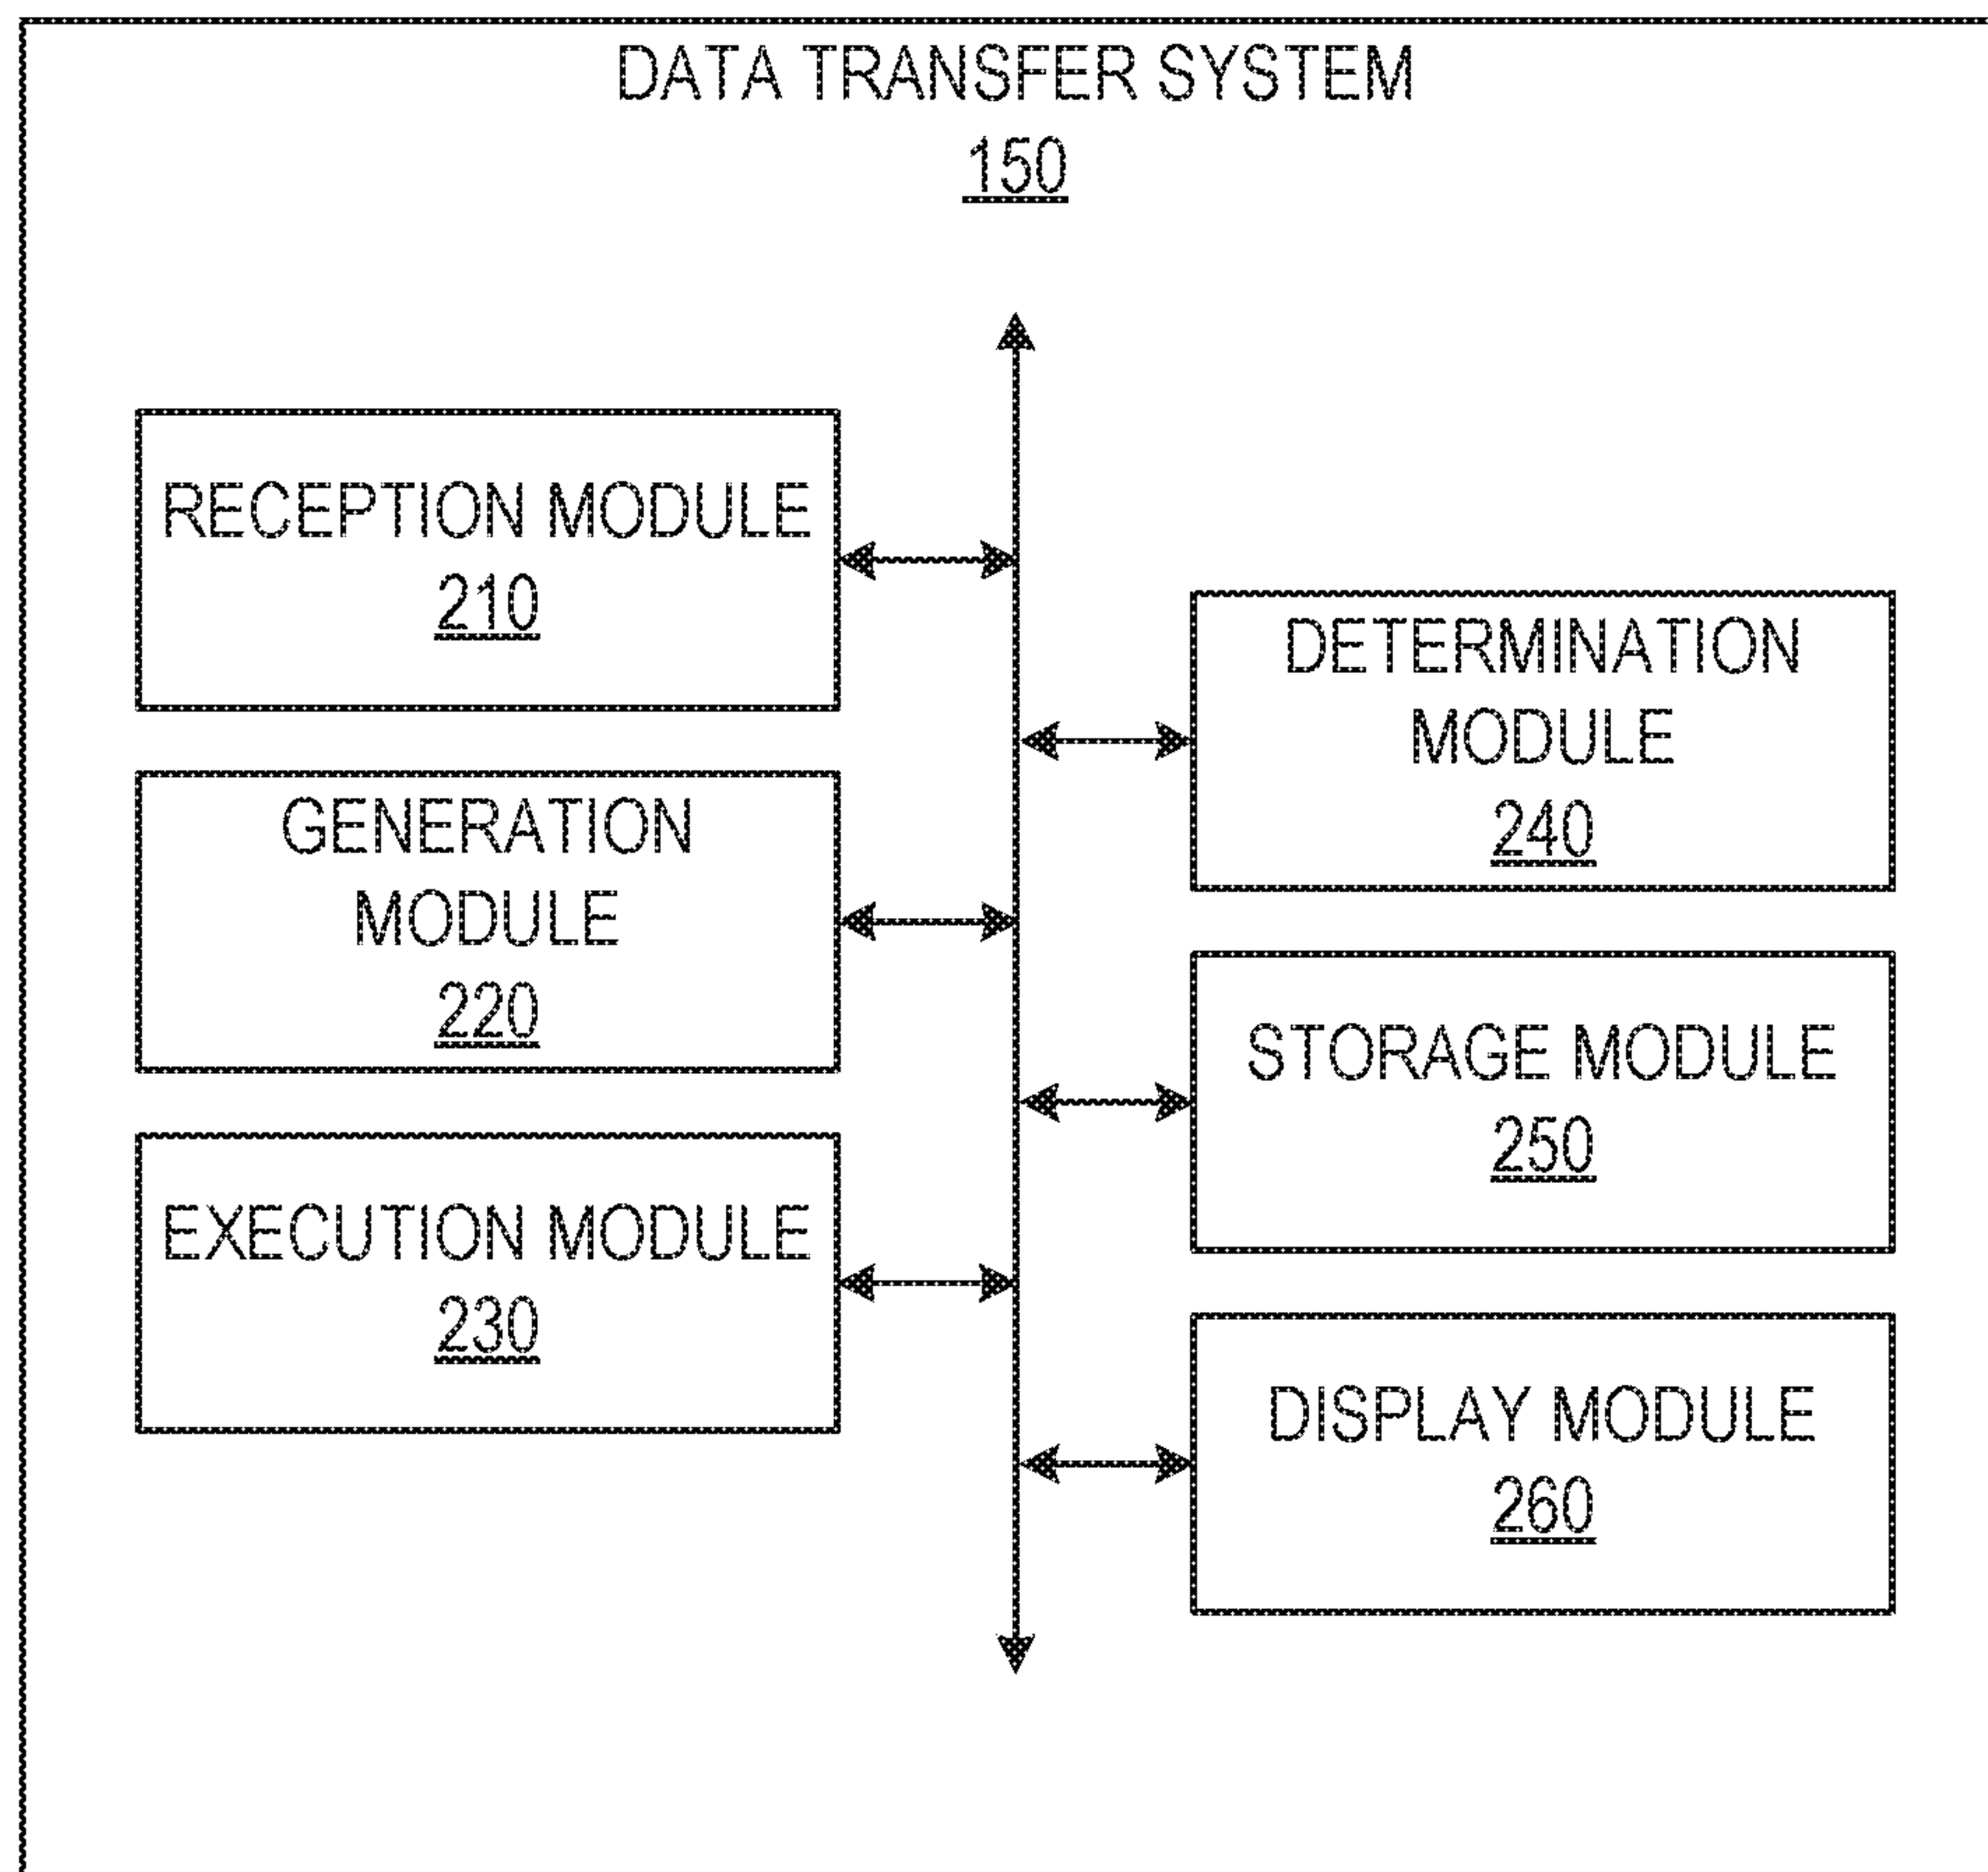 DATA TRANSFER SYSTEM
150
RECEPTION MODULE
210
GENERATION
MODULE
220
EXECUTION MODULE
230
DETERMINATION
MODULE
240
STORAGE MODULE
250
DISPLAY MODULE
260